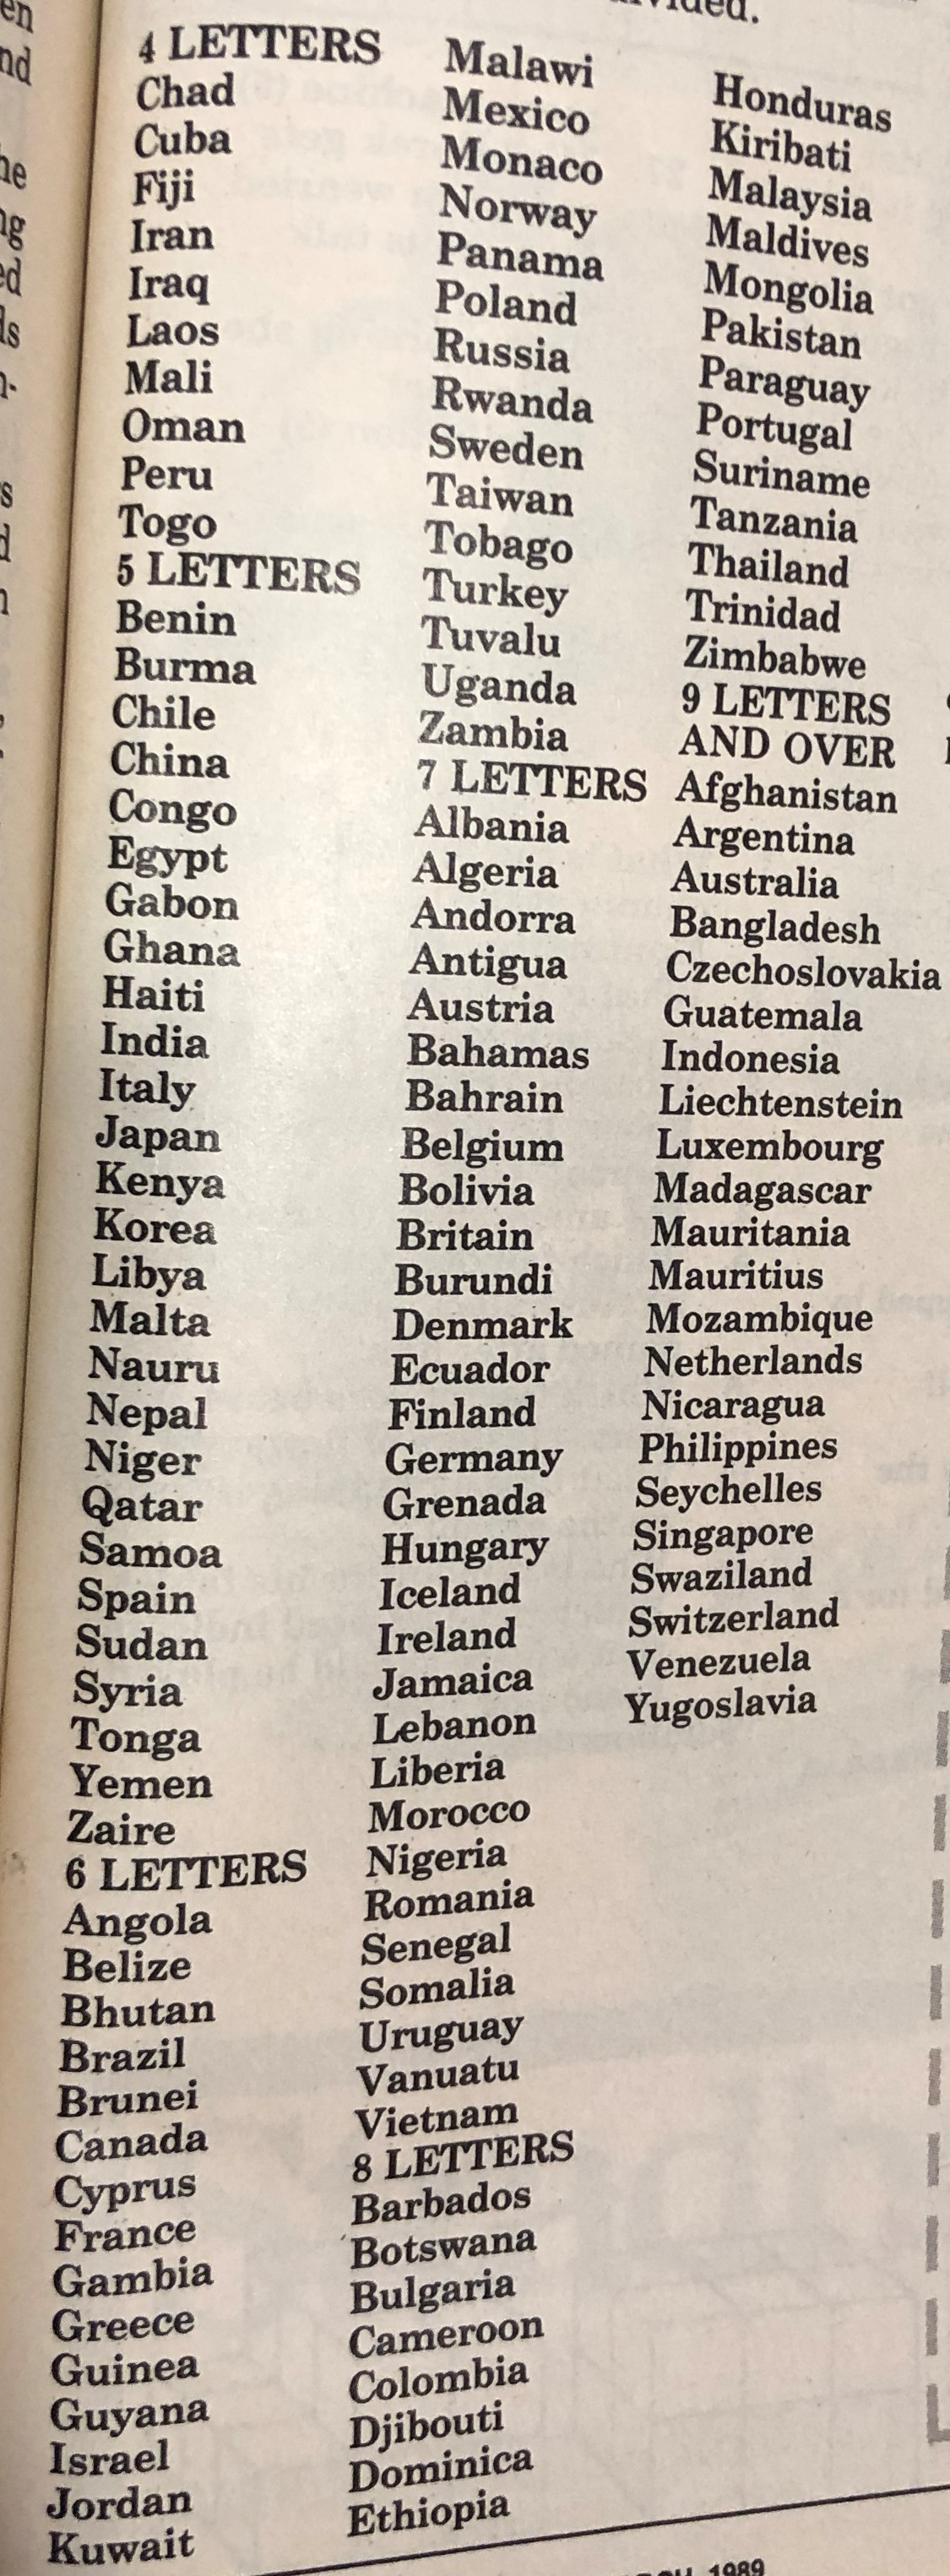 4 LETTERS
Chad
Cuba
Fiji
Iran
Iraq
Laos
Mali
Oman
Peru
Togo
5 LETTERS
Benin
Burma
Chile
China
Congo
Egypt
Gabon
Ghana
Haiti
India
Italy
Japan
Kenya
Korea
Libya
Malta
Nauru
Nepal
Niger
Qatar
Samoa
Spain
Sudan
Syria
Tonga
Yemen
Zaire
6 LETTERS
Angola
Belize
Bhutan
Brazil
Brunei
Canada
Cyprus
France
Gambia
Greece
Guinea
Guyana
Israel
Jordan
Kuwait
Malawi
Mexico
Monaco
Norway
Panama
Poland
Russia
Rwanda
Sweden
Taiwan
Tobago
Turkey
Tuvalu
Uganda
Zambia
7 LETTERS
Albania
Algeria
Andorra
Antigua
Austria
Bahamas
Bahrain
Belgium
Bolivia
Britain
Burundi
Denmark
Ecuador
Finland
Germany
Grenada
Hungary
Iceland
Ireland
Jamaica
Lebanon
Liberia
Morocco
Nigeria
Romania
Senegal
Somalia
Uruguay
Vanuatu
Vietnam
8 LETTERS
Barbados
Botswana
Bulgaria
Cameroon
Colombia
Djibouti
Dominica
Ethiopia
Honduras
Kiribati
Malaysia
Maldives
Mongolia
Pakistan
Paraguay
Portugal
Suriname
Tanzania
Thailand
Trinidad
Zimbabwe
9 LETTERS
AND OVER
Afghanistan
Argentina
Australia
Bangladesh
Czechoslovakia
Guatemala
Indonesia
Liechtenstein
Luxembourg
Madagascar
Mauritania
Mauritius
Mozambique
Netherlands
Nicaragua
Philippines
Seychelles
Singapore
Swaziland
Switzerland
Venezuela
Yugoslavia
1989